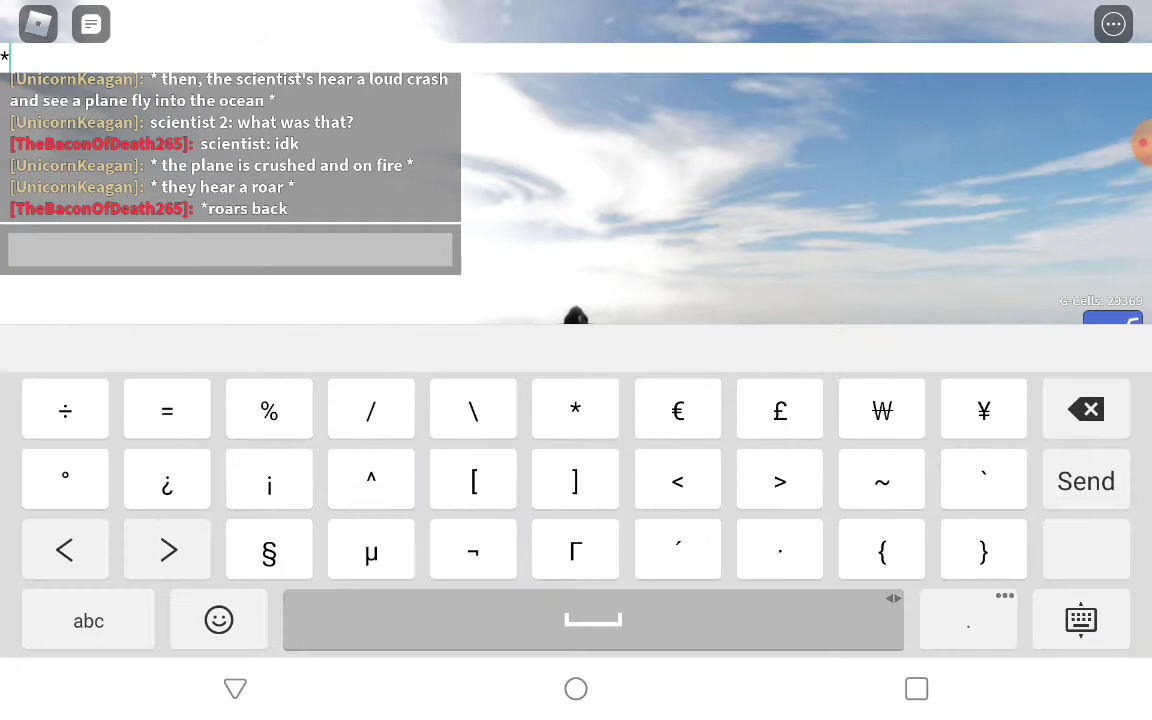 *
[UnicornKeagan]: * then, the scientist's hear a loud crash
and see a plane fly into the ocean *
[UnicornKeagan]: scientist 2: what was that?
[TheBaconOfDeath265]: scientist: idk
[UnicornKeagan]: * the plane is crushed and on fire *
[UnicornKeagan]: * they hear a roar *
[TheBaconOfDeath265]: *roars back
G-Cells: 29369
÷ = % / \ * € £ ₩ ¥
° ¿ ¡ ^ [ ] < > ~ ` Send
< > § µ ¬ Γ ´ · { }
abc .